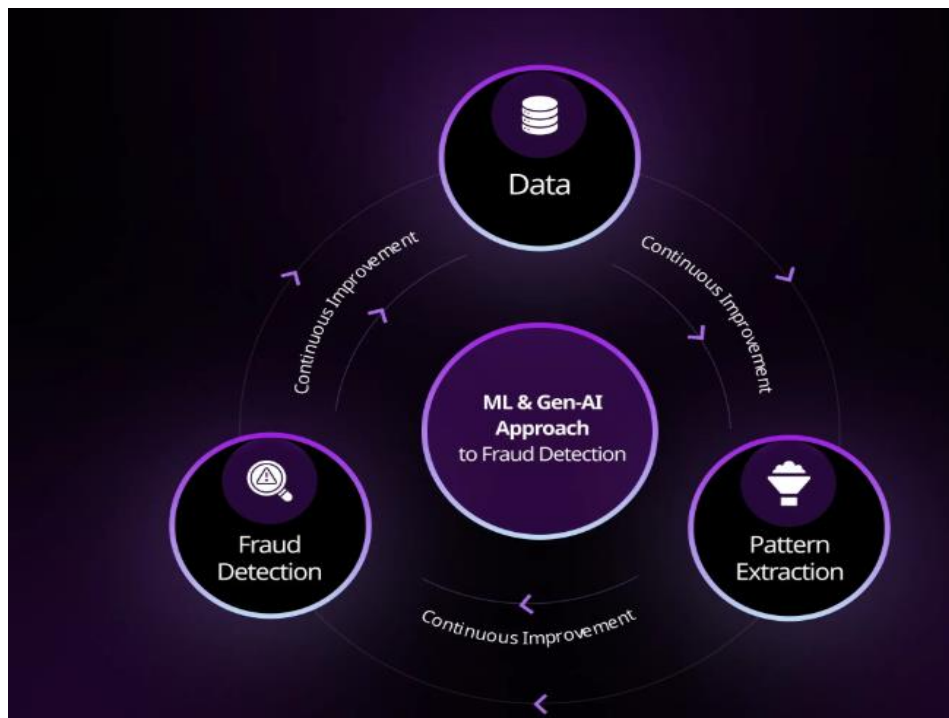 Data
Continuous Improvement
Continuous Improvement
ML & Gen-AI
Approach
to Fraud Detection
Fraud
Detection
Pattern
Extraction
Continuous Improvement